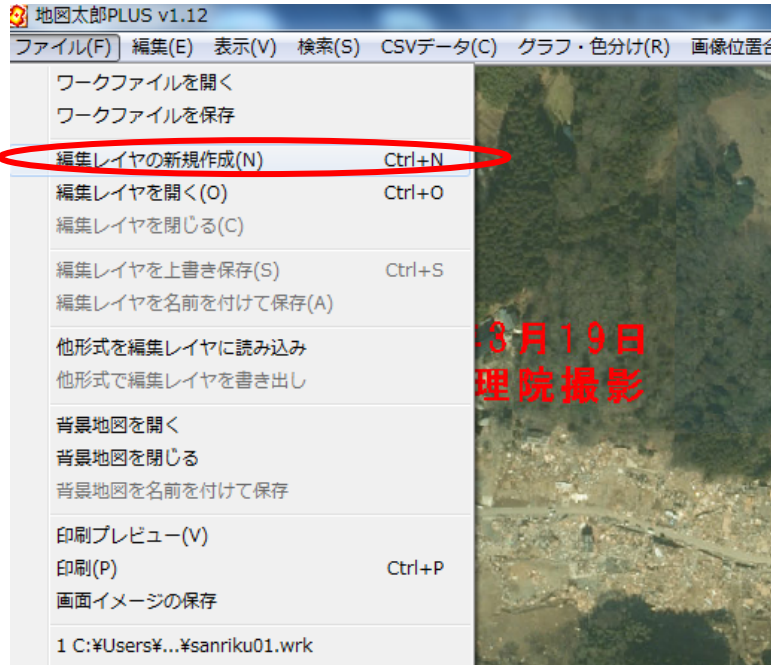 地図太郎PLUS v1.12
ファイル(F) 編集(E) 表示(V) 検索(S) CSVデータ(C) グラフ・色分け(R) 画像位置
ワークファイルを開く
ワークファイルを保存
編集レイヤの新規作成(N) Ctrl+N
編集レイヤを開く(O) Ctrl+O
編集レイヤを閉じる(C)
編集レイヤを上書き保存(S) Ctrl+S
編集レイヤを名前を付けて保存(A)
他形式を編集レイヤに読み込み
他形式で編集レイヤを書き出し
背景地図を開く
背景地図を閉じる
背景地図を名前を付けて保存
印刷プレビュー(V)
印刷(P) Ctrl+P
画面イメージの保存
1 C:¥Users¥...¥sanriku01.wrk
3月19日
理院撮影